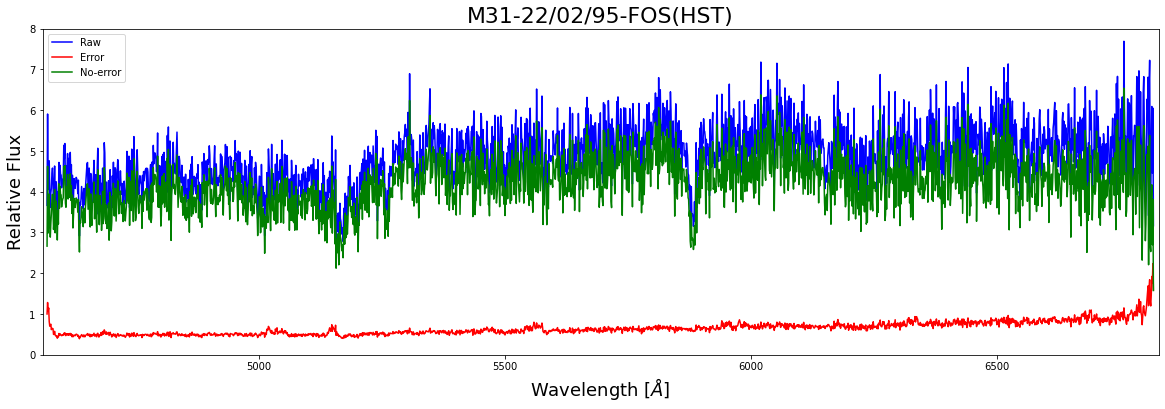 M31-22/02/95-FOS(HST)
Raw
Error
No-error
Relative Flux
8
7
6
5
4
3
2
1
0
5000 5500 6000 6500
Wavelength [Å]